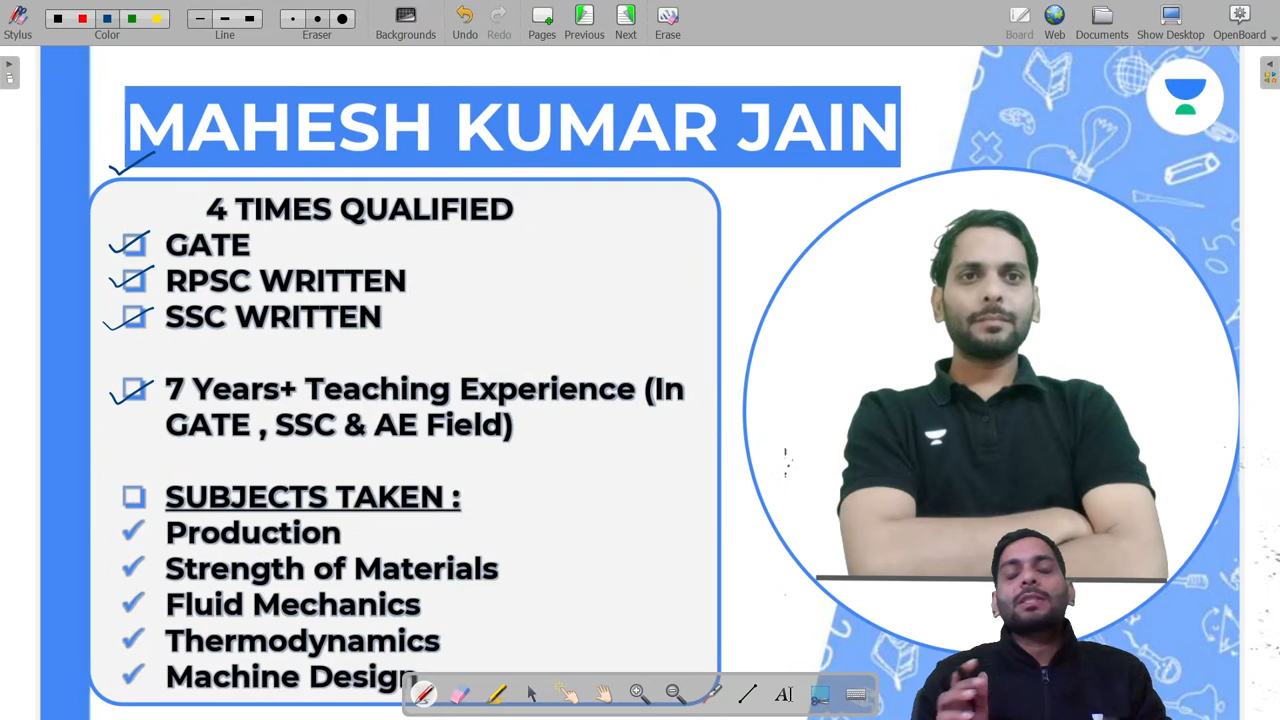 Stylus
Color
Line
Eraser
Backgrounds
Undo
Redo
Pages
Previous
Next
Erase
Board
Web
Documents
Show Desktop
OpenBoard
MAHESH KUMAR JAIN
4 TIMES QUALIFIED
GATE
RPSC WRITTEN
SSC WRITTEN
7 Years+ Teaching Experience (In
GATE , SSC & AE Field)
SUBJECTS TAKEN :
Production
Strength of Materials
Fluid Mechanics
Thermodynamics
Machine Design
AI